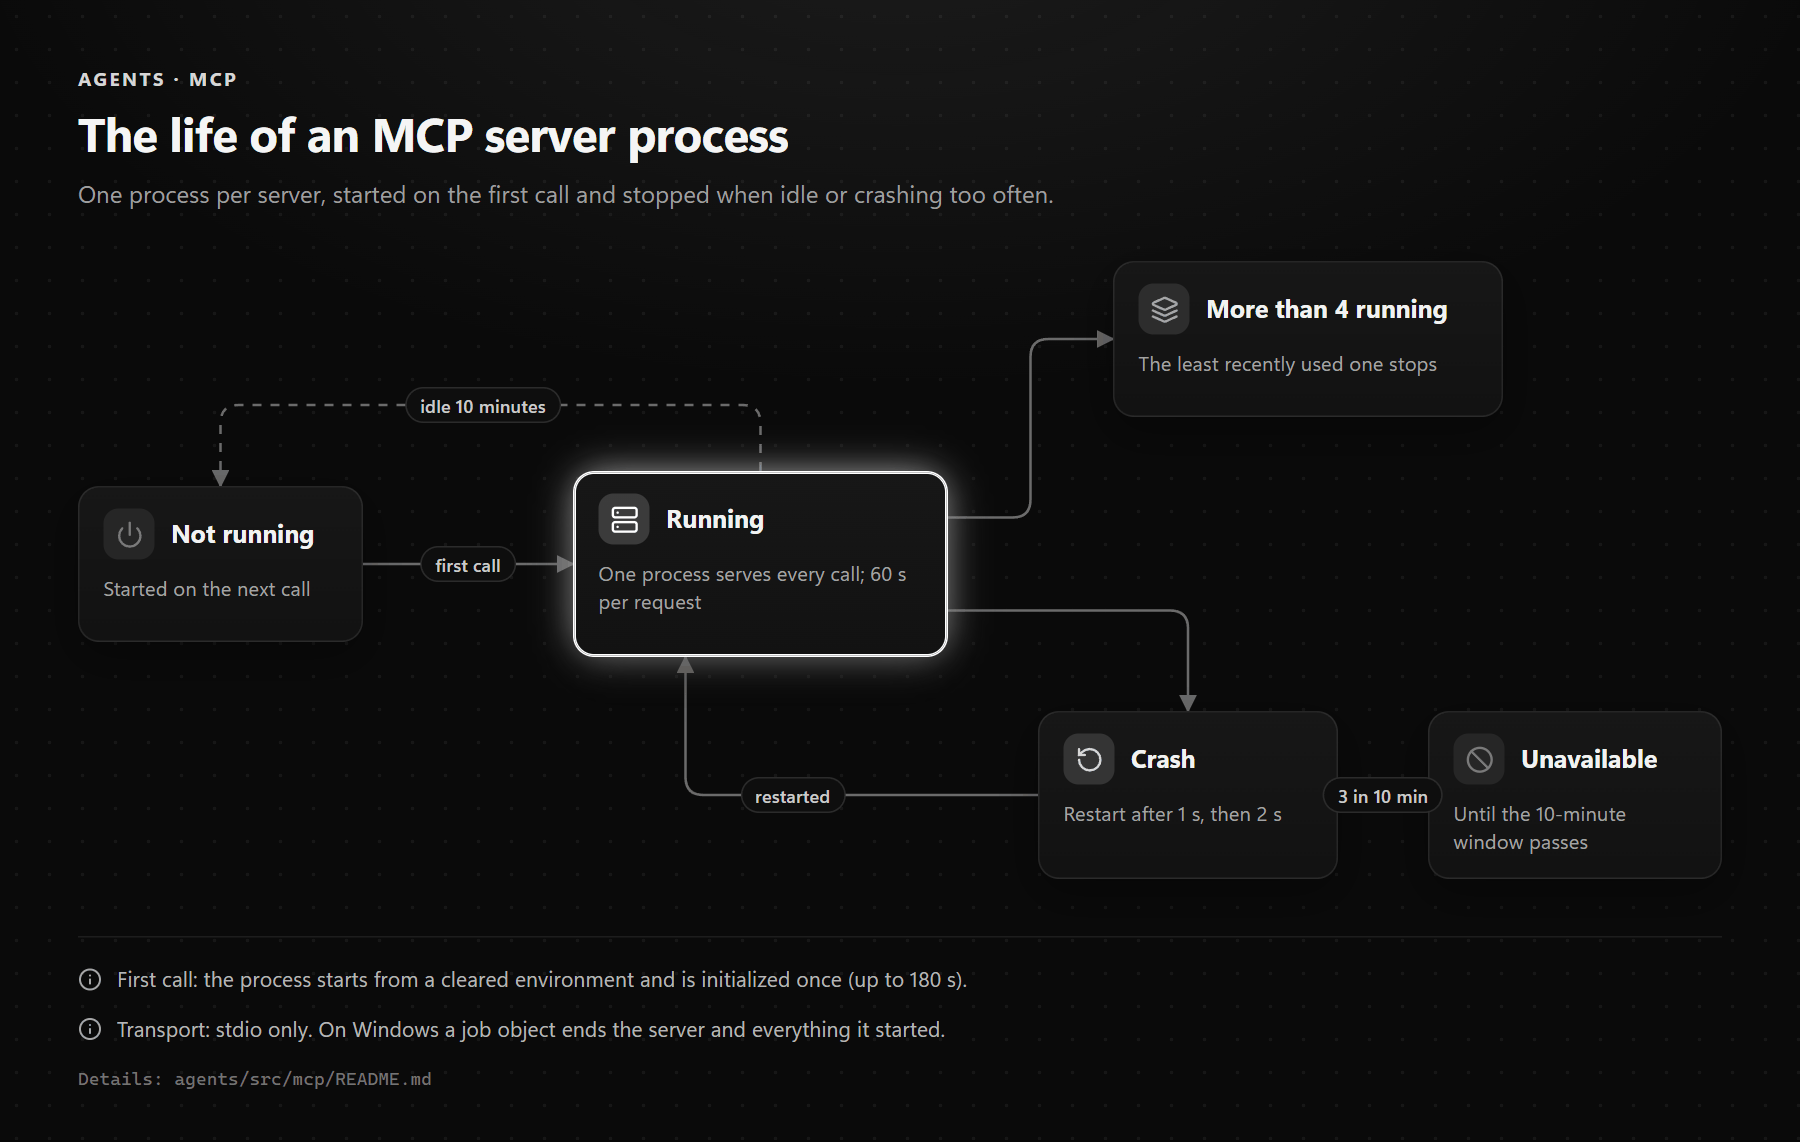 AGENTS · MCP
The life of an MCP server process
One process per server, started on the first call and stopped when idle or crashing too often.
More than 4 running
The least recently used one stops
idle 10 minutes
Not running
Started on the next call
first call
Running
One process serves every call; 60 s
per request
Crash
Restart after 1 s, then 2 s
restarted
3 in 10 min
Unavailable
Until the 10-minute
window passes
First call: the process starts from a cleared environment and is initialized once (up to 180 s).
Transport: stdio only. On Windows a job object ends the server and everything it started.
Details: agents/src/mcp/README.md